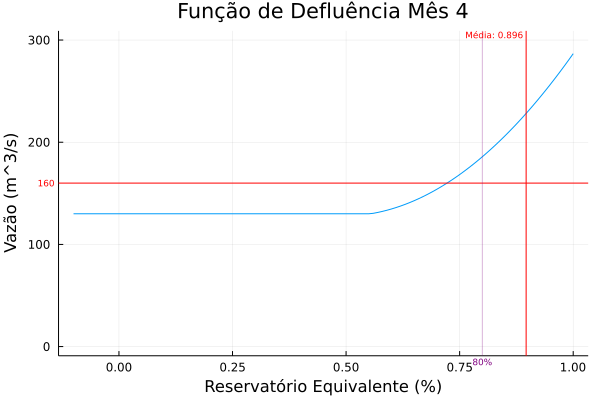 Função de Defluência Mês 4
Média: 0.896
300
200
160
100
0
Vazão (m^3/s)
0.00
0.25
0.50
0.75
80%
1.00
Reservatório Equivalente (%)